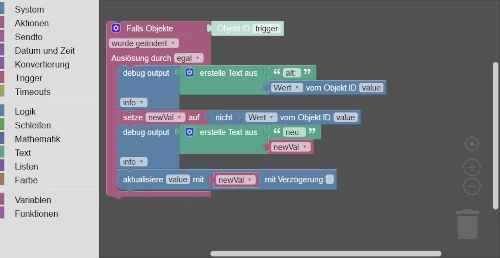 System
Aktionen
Sendto
Datum und Zeit
Konvertierung
Trigger
Timeouts
Logik
Schleifen
Mathematik
Text
Listen
Farbe
Variablen
Funktionen
Falls Objekte Objekt ID trigger
wurde geändert
Auslösung durch egal
debug output erstelle Text aus “ alt: ”
Wert vom Objekt ID value
info
setze newVal auf nicht Wert vom Objekt ID value
debug output erstelle Text aus “ neu: ”
newVal
info
aktualisiere value mit newVal mit Verzögerung